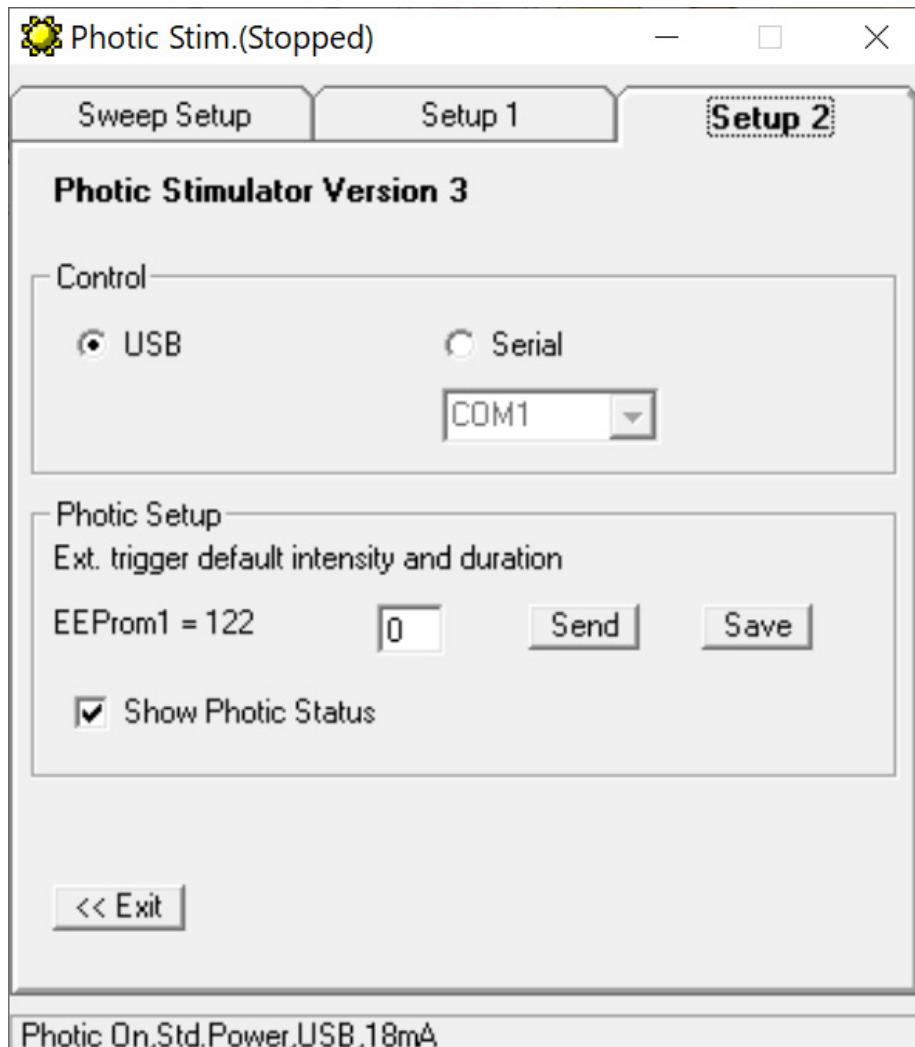 Photic Stim.(Stopped)
Sweep Setup Setup 1 Setup 2
Photic Stimulator Version 3
Control
USB Serial
COM1
Photic Setup
Ext. trigger default intensity and duration
EEProm1 = 122 0 Send Save
Show Photic Status
<< Exit
Photic On,Std.Power,USB,18mA